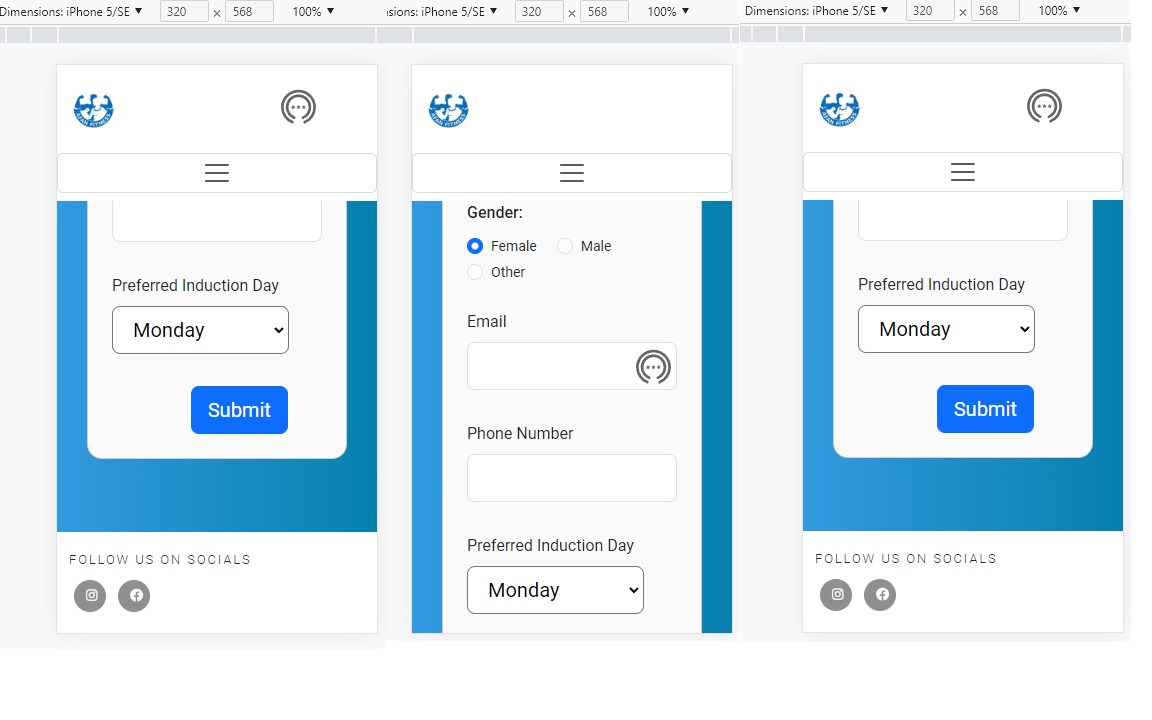 Dimensions: iPhone 5/SE ▼ 320 × 568 100% ▼
Preferred Induction Day
Monday
Submit
FOLLOW US ON SOCIALS
nsions: iPhone 5/SE ▼ 320 × 568 100% ▼
Gender:
Female Male
Other
Email
Phone Number
Preferred Induction Day
Monday
Dimensions: iPhone 5/SE ▼ 320 × 568 100% ▼
Preferred Induction Day
Monday
Submit
FOLLOW US ON SOCIALS